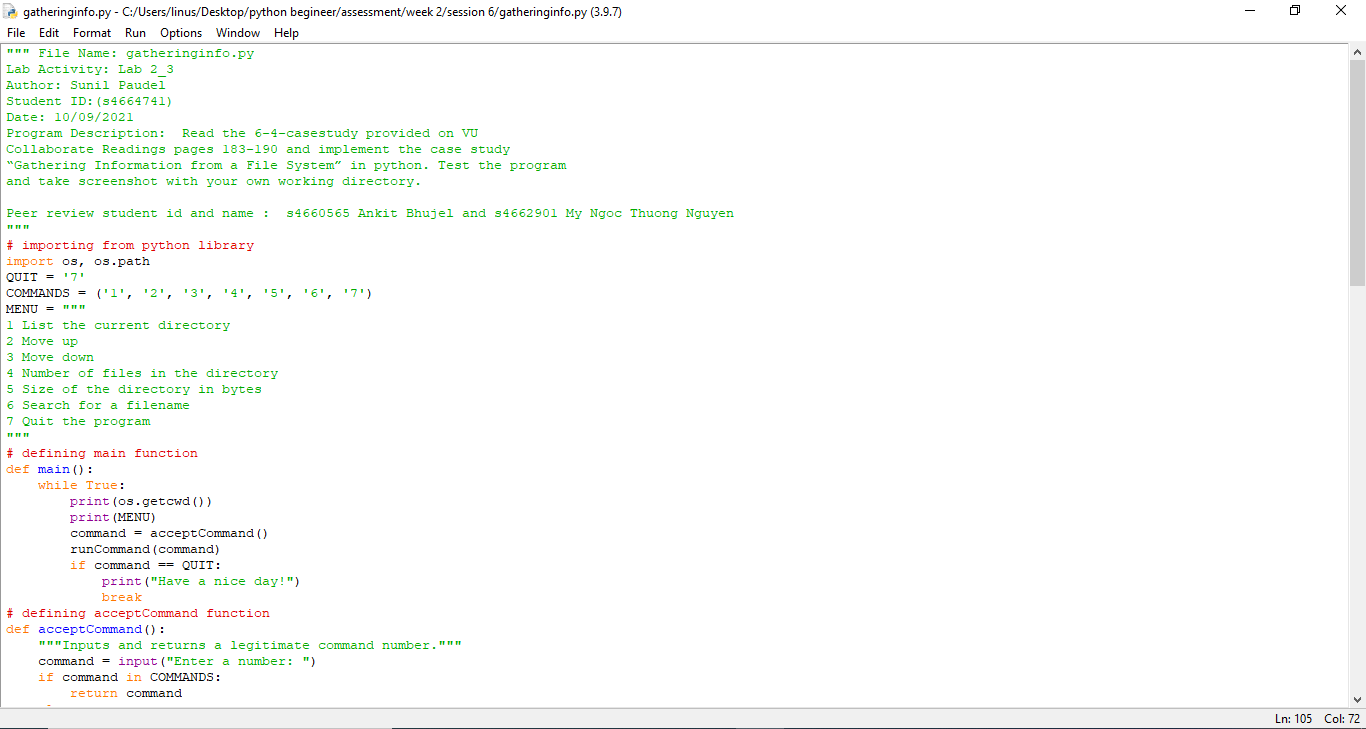 gatheringinfo.py - C:/Users/linus/Desktop/python begineer/assessment/week 2/session 6/gatheringinfo.py (3.9.7)
File Edit Format Run Options Window Help
""" File Name: gatheringinfo.py
Lab Activity: Lab 2_3
Author: Sunil Paudel
Student ID:(s4664741)
Date: 10/09/2021
Program Description:  Read the 6-4-casestudy provided on VU
Collaborate Readings pages 183-190 and implement the case study
“Gathering Information from a File System” in python. Test the program
and take screenshot with your own working directory.

Peer review student id and name :  s4660565 Ankit Bhujel and s4662901 My Ngoc Thuong Nguyen
"""
# importing from python library
import os, os.path
QUIT = '7'
COMMANDS = ('1', '2', '3', '4', '5', '6', '7')
MENU = """
1 List the current directory
2 Move up
3 Move down
4 Number of files in the directory
5 Size of the directory in bytes
6 Search for a filename
7 Quit the program
"""
# defining main function
def main():
    while True:
        print(os.getcwd())
        print(MENU)
        command = acceptCommand()
        runCommand(command)
        if command == QUIT:
            print("Have a nice day!")
            break
# defining acceptCommand function
def acceptCommand():
    """Inputs and returns a legitimate command number."""
    command = input("Enter a number: ")
    if command in COMMANDS:
        return command
Ln: 105 Col: 72